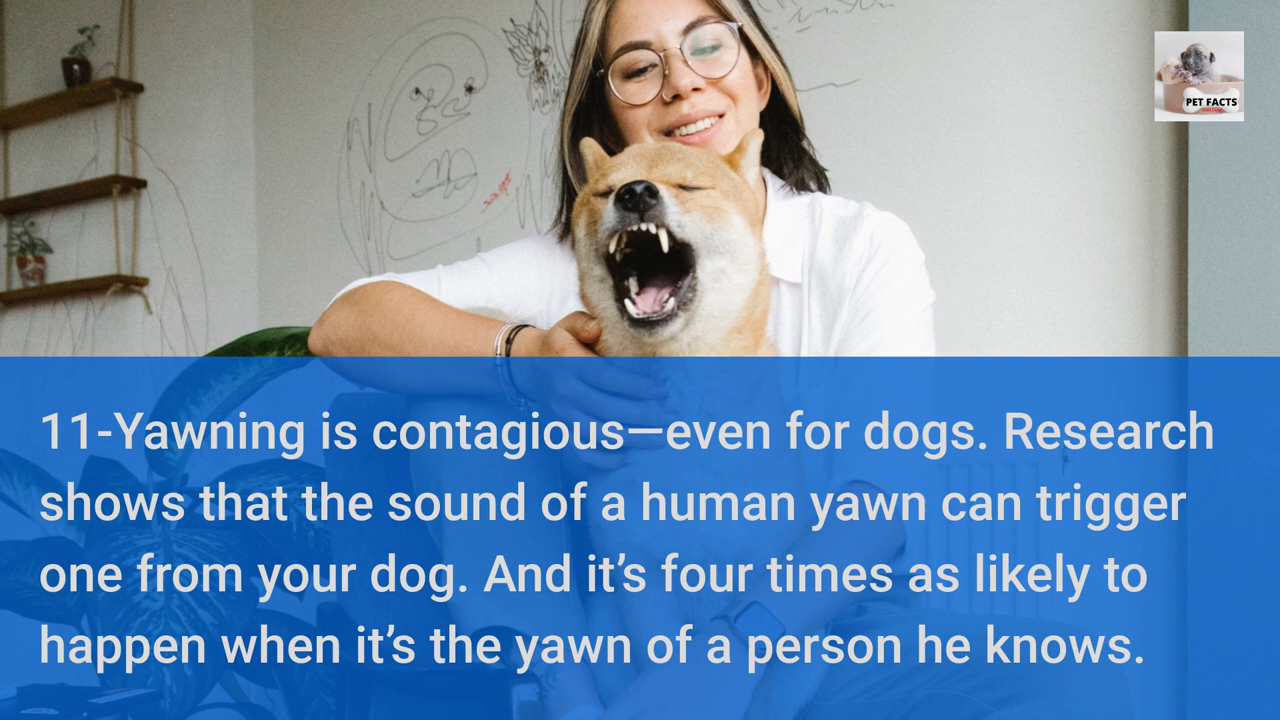 PET FACTS
11-Yawning is contagious—even for dogs. Research
shows that the sound of a human yawn can trigger
one from your dog. And it’s four times as likely to
happen when it’s the yawn of a person he knows.